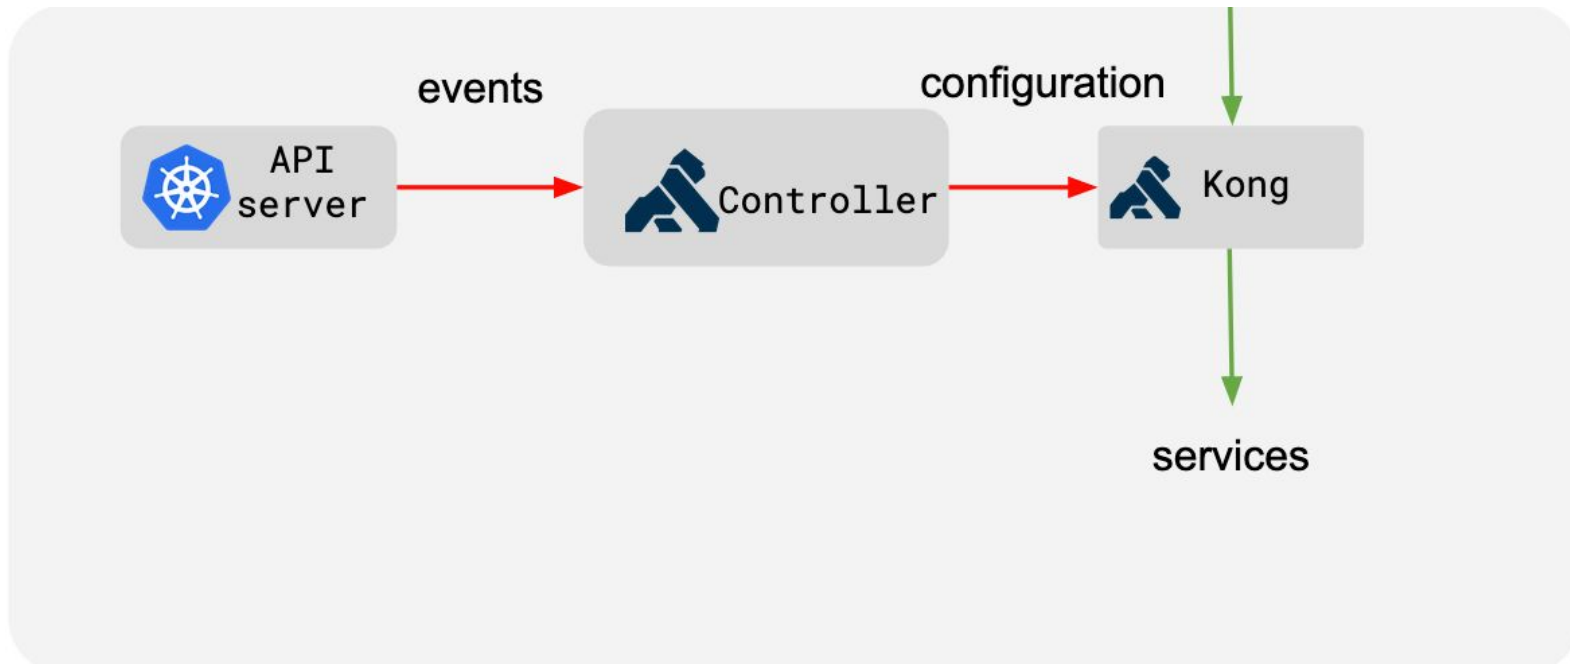 events
configuration
API
server
Controller
Kong
services